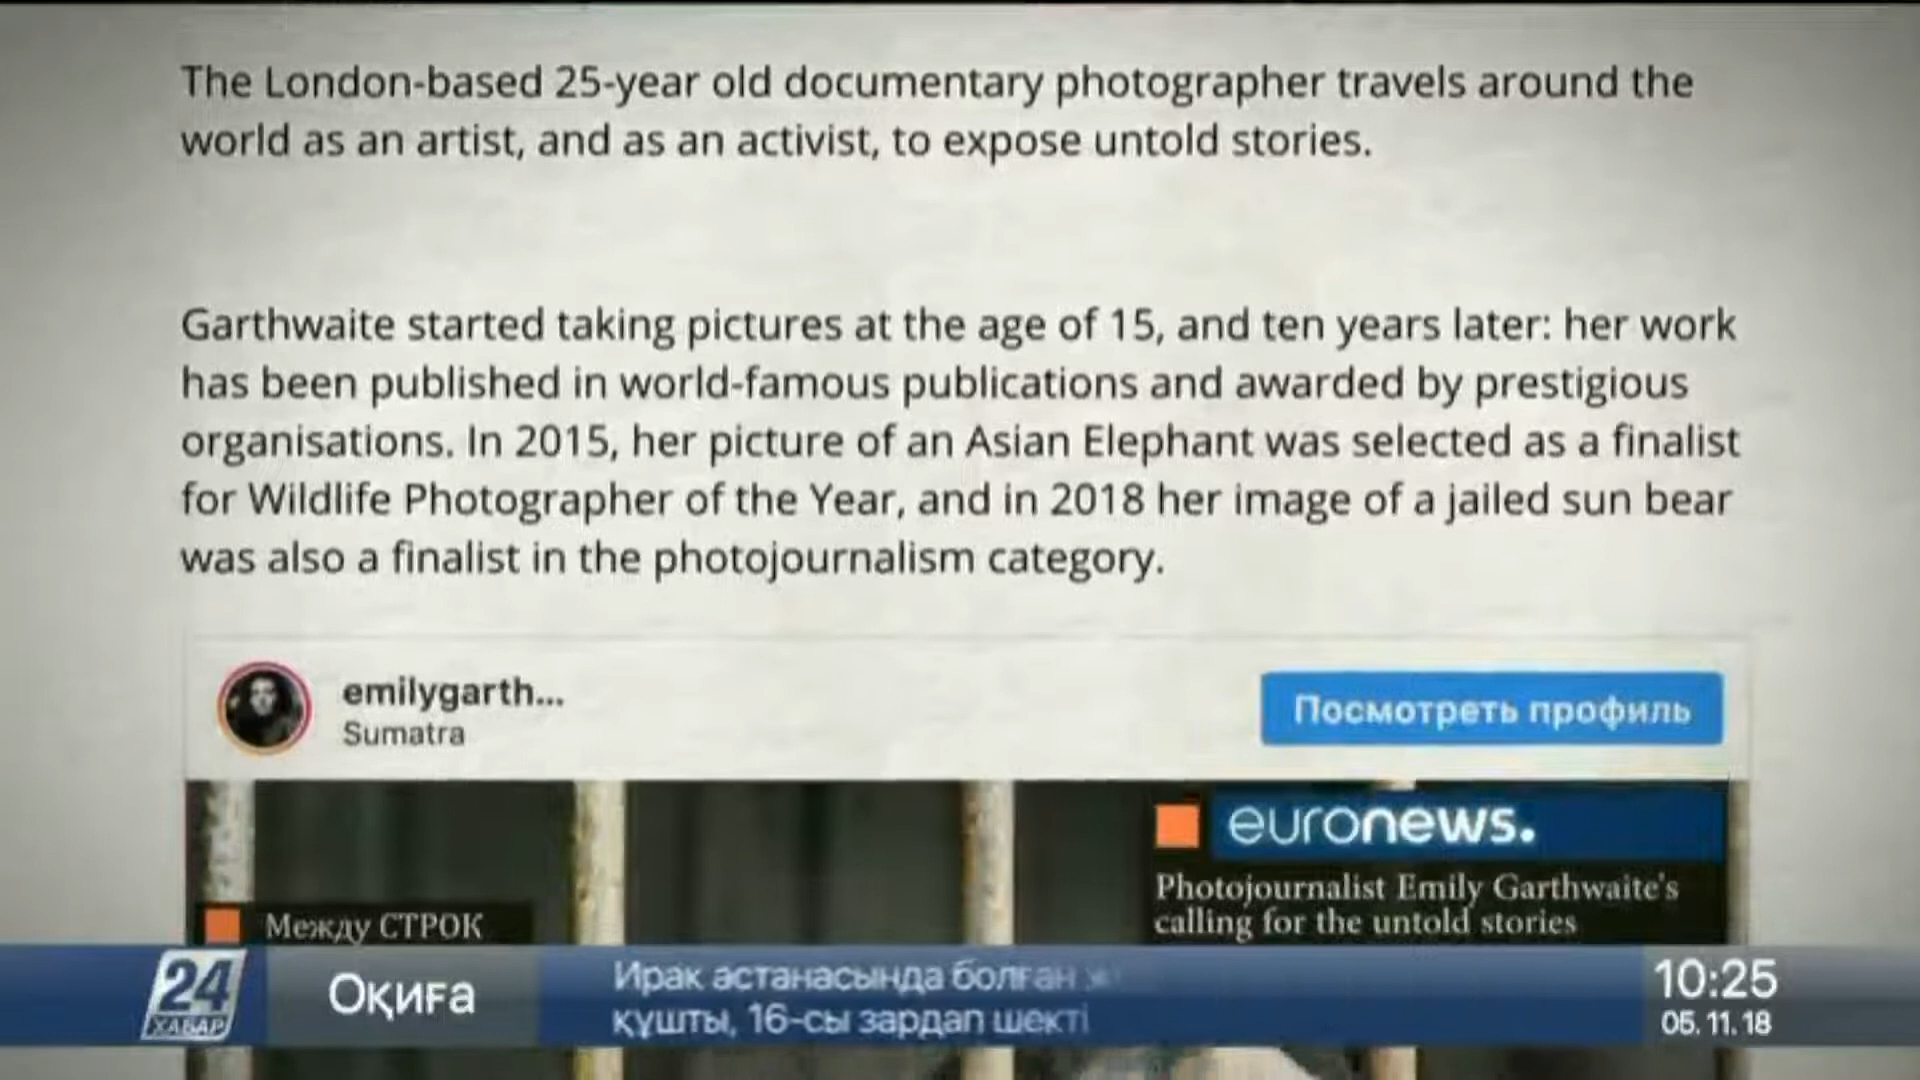 The London-based 25-year old documentary photographer travels around the
world as an artist, and as an activist, to expose untold stories.
Garthwaite started taking pictures at the age of 15, and ten years later: her work
has been published in world-famous publications and awarded by prestigious
organisations. In 2015, her picture of an Asian Elephant was selected as a finalist
for Wildlife Photographer of the Year, and in 2018 her image of a jailed sun bear
was also a finalist in the photojournalism category.
emilygarth...
Sumatra
Посмотреть профиль
euronews.
Photojournalist Emily Garthwaite's
calling for the untold stories
Между СТРОК
24
ХАБАР
Оқиға
Ирак астанасында болған
құшты, 16-сы зардап шекті
10:25
05.11.18